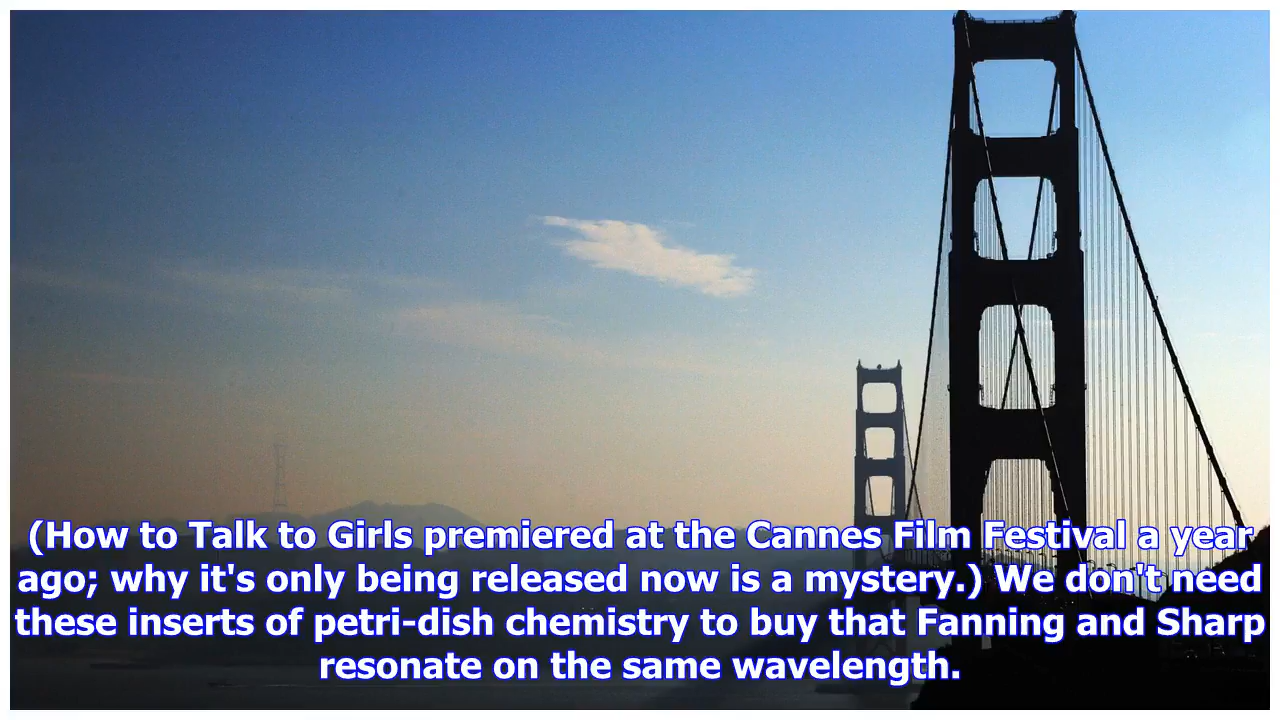 (How to Talk to Girls premiered at the Cannes Film Festival a year
ago; why it's only being released now is a mystery.) We don't need
these inserts of petri-dish chemistry to buy that Fanning and Sharp
resonate on the same wavelength.